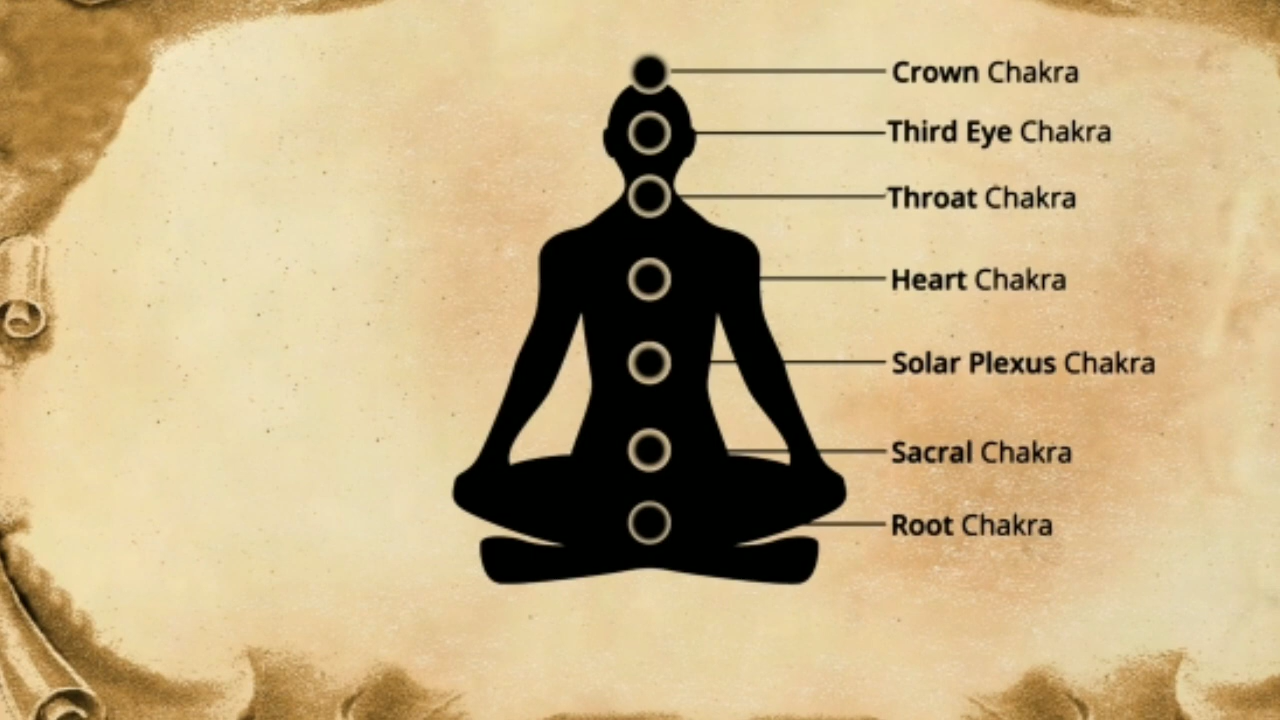 Crown Chakra
Third Eye Chakra
Throat Chakra
Heart Chakra
Solar Plexus Chakra
Sacral Chakra
Root Chakra